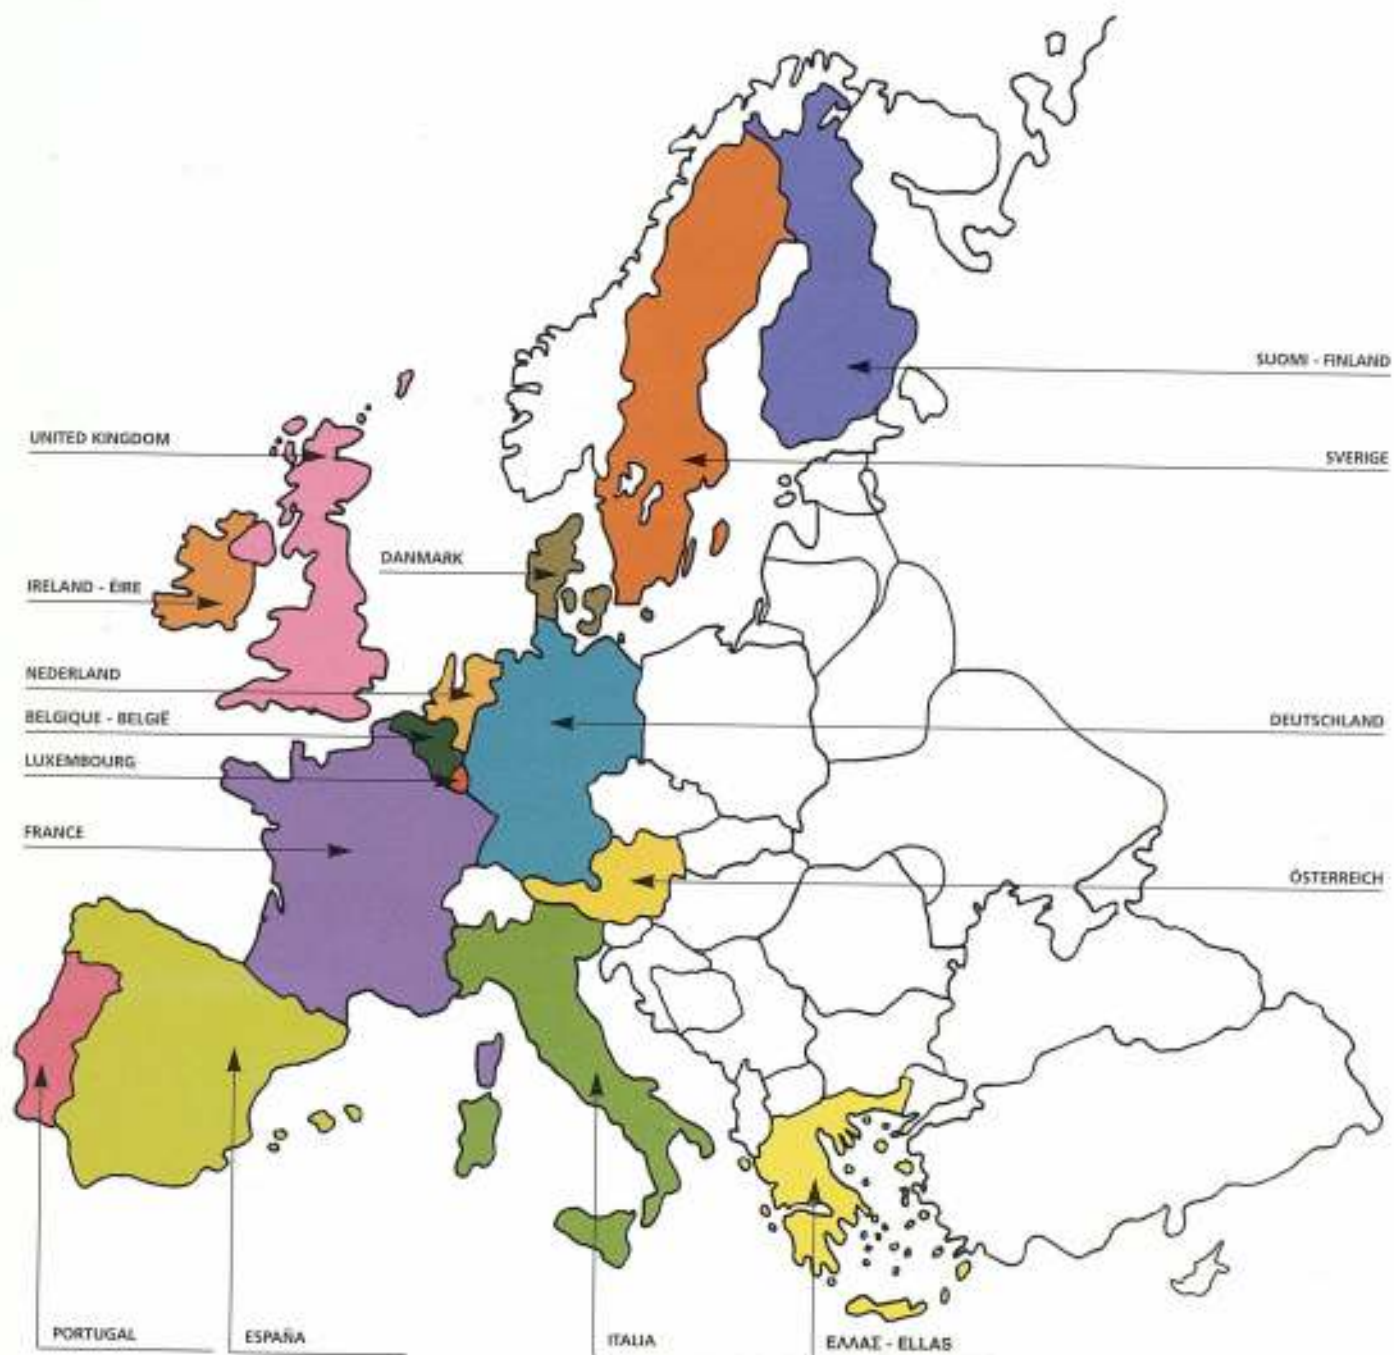 SUOMI - FINLAND
UNITED KINGDOM
SVERIGE
DANMARK
IRELAND - ÉIRE
NEDERLAND
BELGIQUE - BELGIË
DEUTSCHLAND
LUXEMBOURG
FRANCE
ÖSTERREICH
PORTUGAL
ESPAÑA
ITALIA
ΕΛΛΑΣ - ELLAS